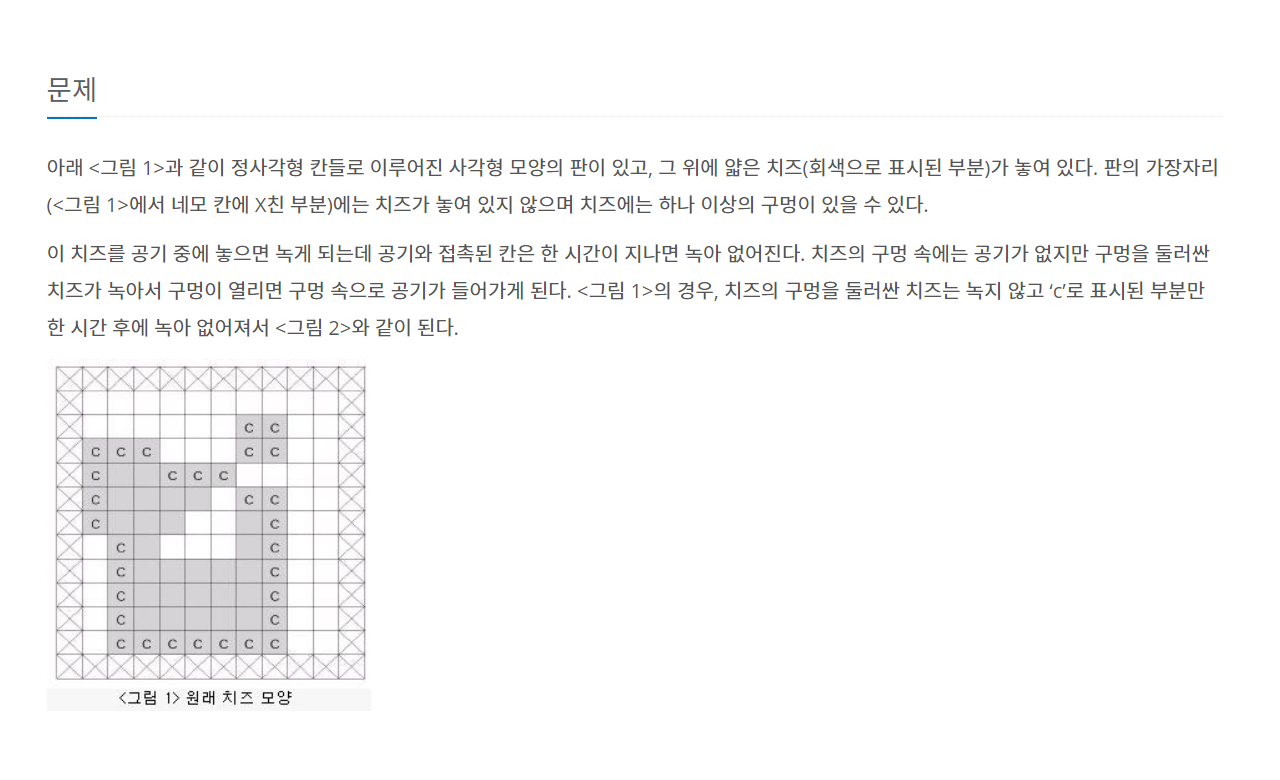 문제
아래 <그림 1>과 같이 정사각형 칸들로 이루어진 사각형 모양의 판이 있고, 그 위에 얇은 치즈(회색으로 표시된 부분)가 놓여 있다. 판의 가장자리
(<그림 1>에서 네모 칸에 X친 부분)에는 치즈가 놓여 있지 않으며 치즈에는 하나 이상의 구멍이 있을 수 있다.
이 치즈를 공기 중에 놓으면 녹게 되는데 공기와 접촉된 칸은 한 시간이 지나면 녹아 없어진다. 치즈의 구멍 속에는 공기가 없지만 구멍을 둘러싼
치즈가 녹아서 구멍이 열리면 구멍 속으로 공기가 들어가게 된다. <그림 1>의 경우, 치즈의 구멍을 둘러싼 치즈는 녹지 않고 ‘c’로 표시된 부분만
한 시간 후에 녹아 없어져서 <그림 2>와 같이 된다.
c c
c c c c c
c c c c
c c c
c c
c c
c c
c c
c c
c c c c c c c
<그림 1> 원래 치즈 모양